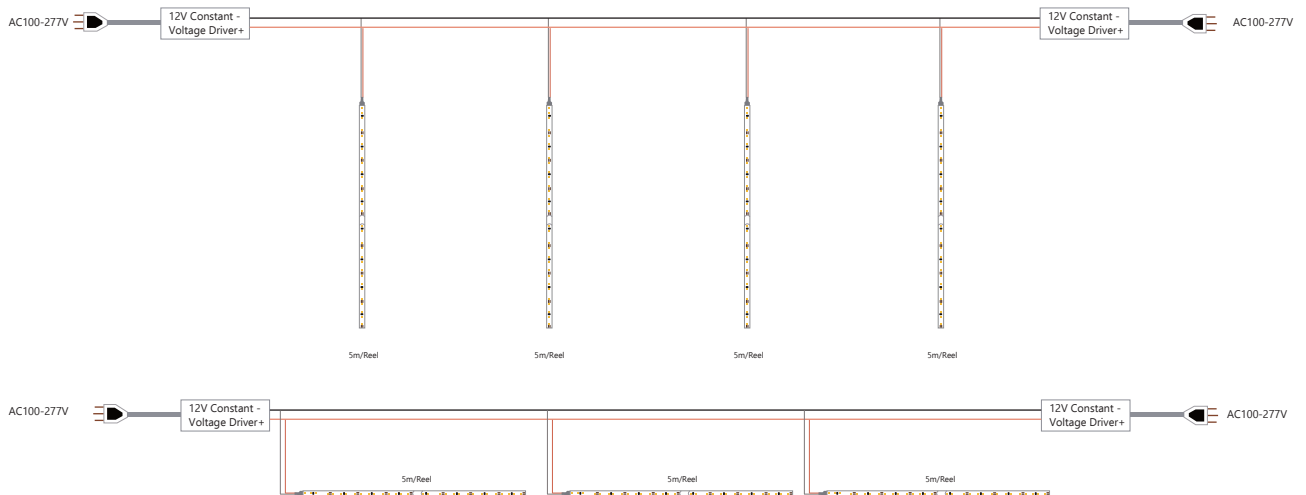 AC100-277V
12V Constant -
Voltage Driver+
12V Constant -
Voltage Driver+
AC100-277V
5m/Reel
5m/Reel
5m/Reel
5m/Reel
AC100-277V
12V Constant -
Voltage Driver+
12V Constant -
Voltage Driver+
AC100-277V
5m/Reel
5m/Reel
5m/Reel